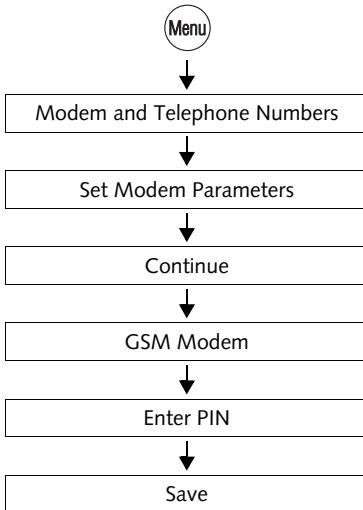 Menu
Modem and Telephone Numbers
Set Modem Parameters
Continue
GSM Modem
Enter PIN
Save